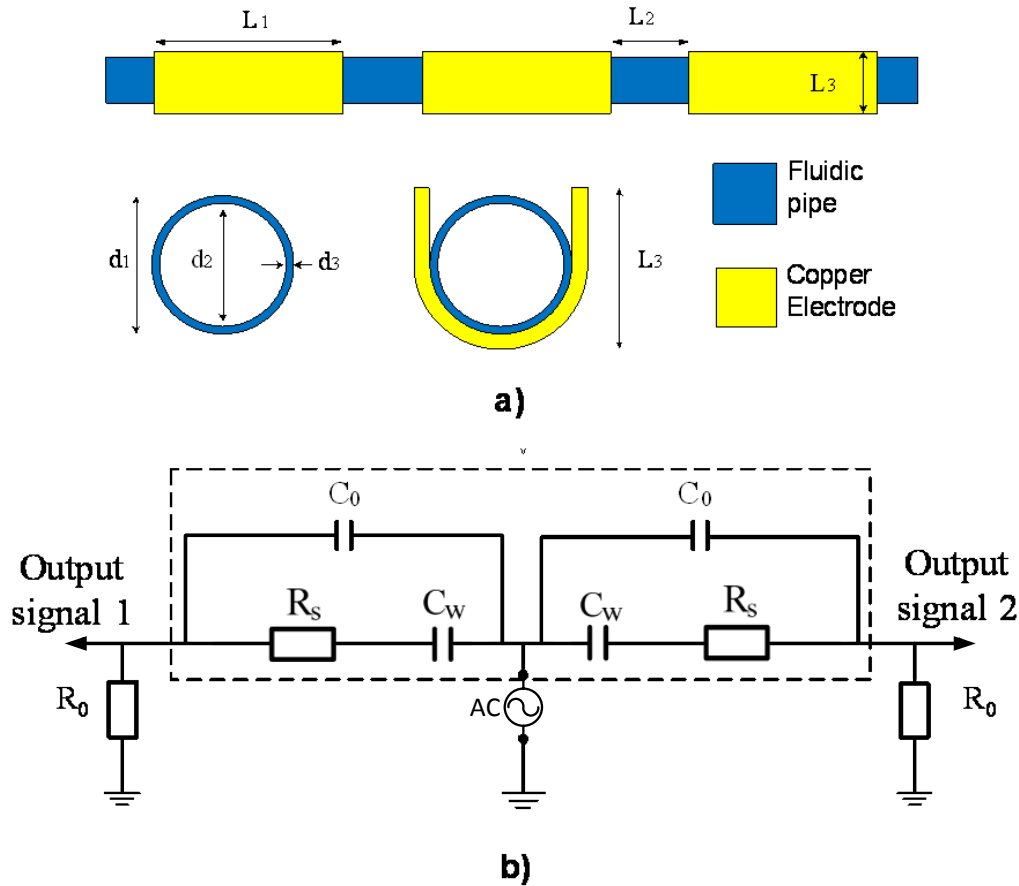 L1
L2
L3
Fluidic
pipe
d1
d2
d3
L3
Copper
Electrode
a)
v
C0
C0
Output
signal 1
Rs
Cw
Cw
Rs
Output
signal 2
R0
AC
R0
b)